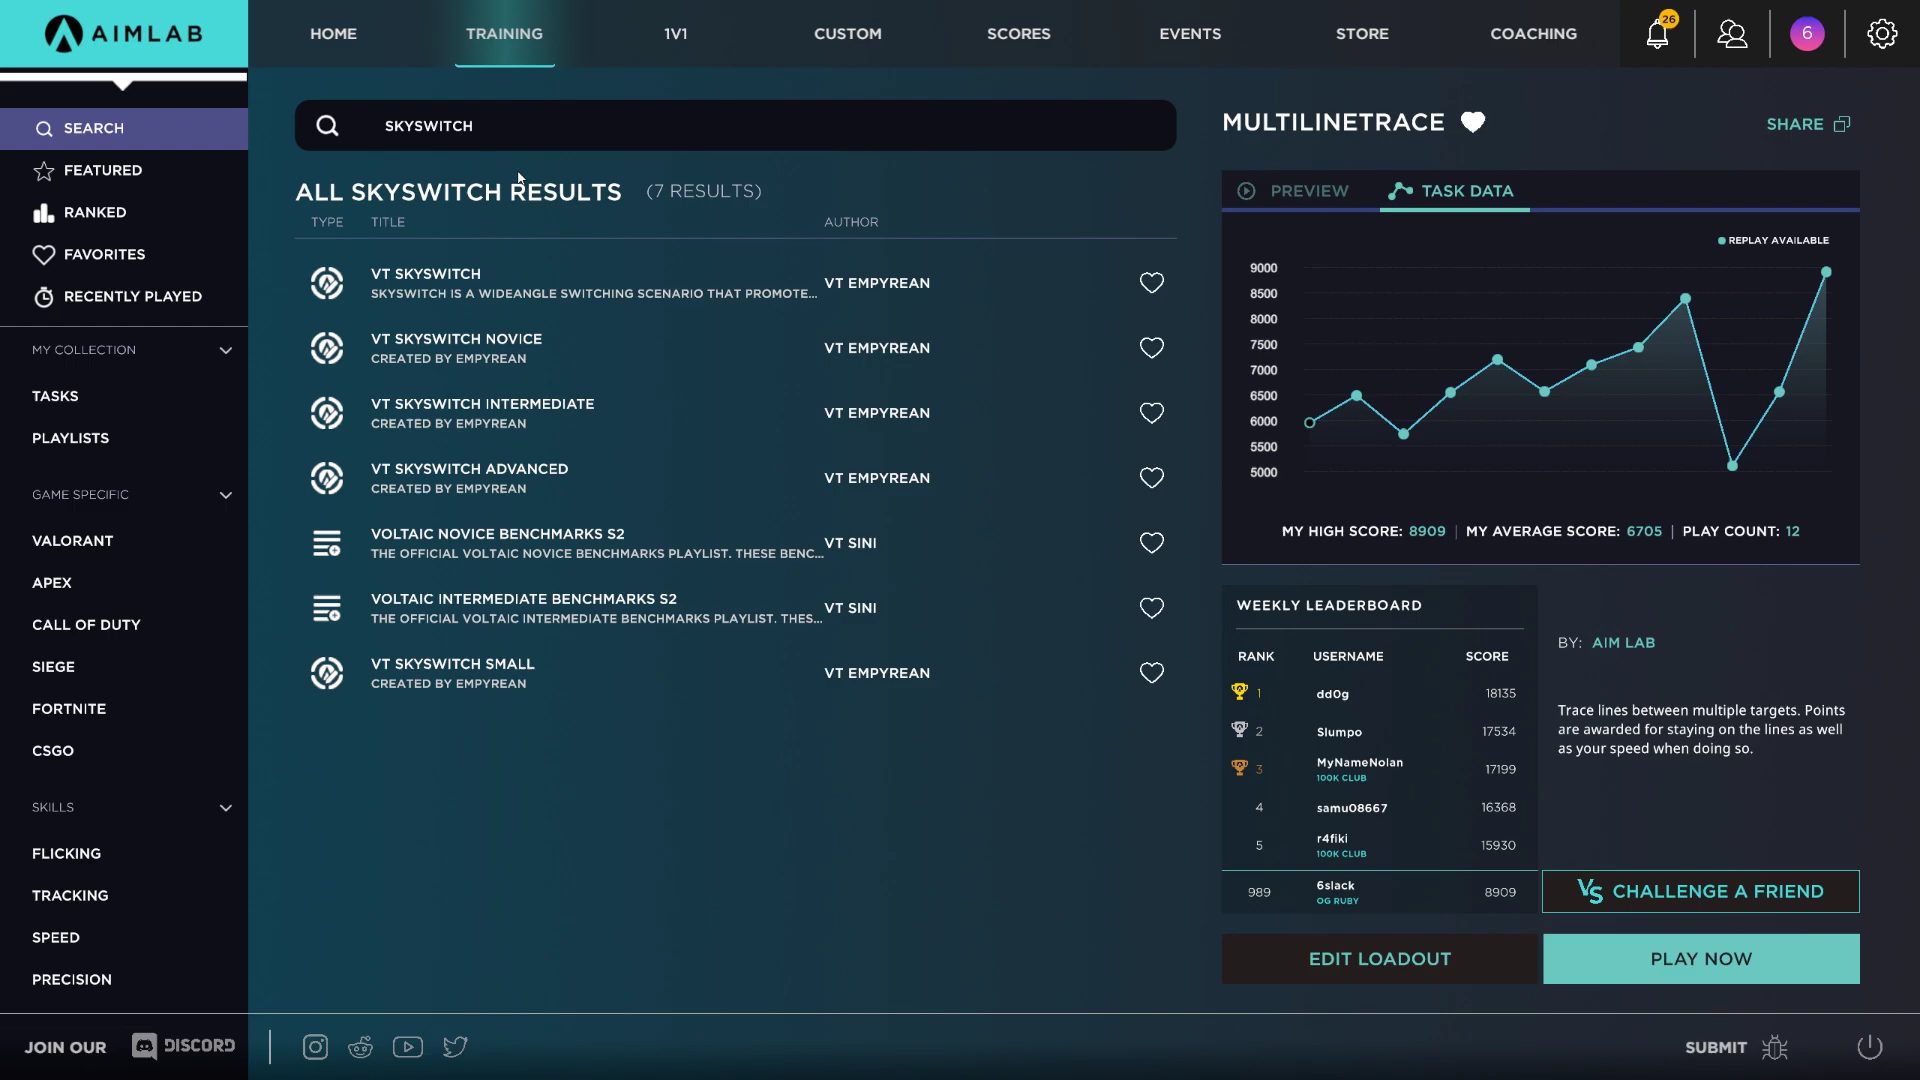 AIMLAB
HOME
TRAINING
1V1
CUSTOM
SCORES
EVENTS
STORE
COACHING
26
6
SEARCH
FEATURED
RANKED
FAVORITES
RECENTLY PLAYED
MY COLLECTION
TASKS
PLAYLISTS
GAME SPECIFIC
VALORANT
APEX
CALL OF DUTY
SIEGE
FORTNITE
CSGO
SKILLS
FLICKING
TRACKING
SPEED
PRECISION
SKYSWITCH
ALL SKYSWITCH RESULTS (7 RESULTS)
TYPE TITLE AUTHOR
VT SKYSWITCH
SKYSWITCH IS A WIDEANGLE SWITCHING SCENARIO THAT PROMOTE...
VT EMPYREAN
VT SKYSWITCH NOVICE
CREATED BY EMPYREAN
VT EMPYREAN
VT SKYSWITCH INTERMEDIATE
CREATED BY EMPYREAN
VT EMPYREAN
VT SKYSWITCH ADVANCED
CREATED BY EMPYREAN
VT EMPYREAN
VOLTAIC NOVICE BENCHMARKS S2
THE OFFICIAL VOLTAIC NOVICE BENCHMARKS PLAYLIST. THESE BENC...
VT SINI
VOLTAIC INTERMEDIATE BENCHMARKS S2
THE OFFICIAL VOLTAIC INTERMEDIATE BENCHMARKS PLAYLIST. THES...
VT SINI
VT SKYSWITCH SMALL
CREATED BY EMPYREAN
VT EMPYREAN
MULTILINETRACE
SHARE
PREVIEW
TASK DATA
REPLAY AVAILABLE
9000
8500
8000
7500
7000
6500
6000
5500
5000
MY HIGH SCORE: 8909 | MY AVERAGE SCORE: 6705 | PLAY COUNT: 12
WEEKLY LEADERBOARD
RANK USERNAME SCORE
1 dd0g 18135
2 Slumpo 17534
3 MyNameNolan 17199
100K CLUB
4 samu08667 16368
5 r4fiki 15930
100K CLUB
989 6slack 8909
OG RUBY
BY: AIM LAB
Trace lines between multiple targets. Points
are awarded for staying on the lines as well
as your speed when doing so.
VS CHALLENGE A FRIEND
EDIT LOADOUT
PLAY NOW
JOIN OUR DISCORD
SUBMIT